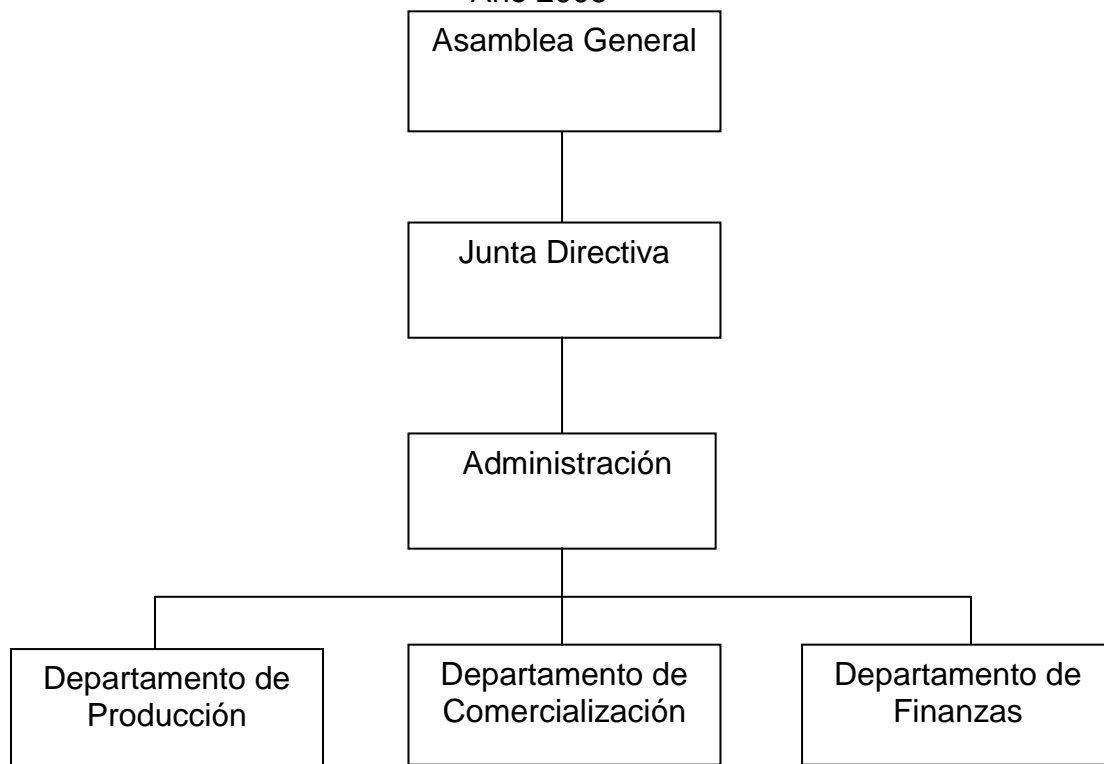 Asamblea General
Junta Directiva
Administración
Departamento de
Producción
Departamento de
Comercialización
Departamento de
Finanzas